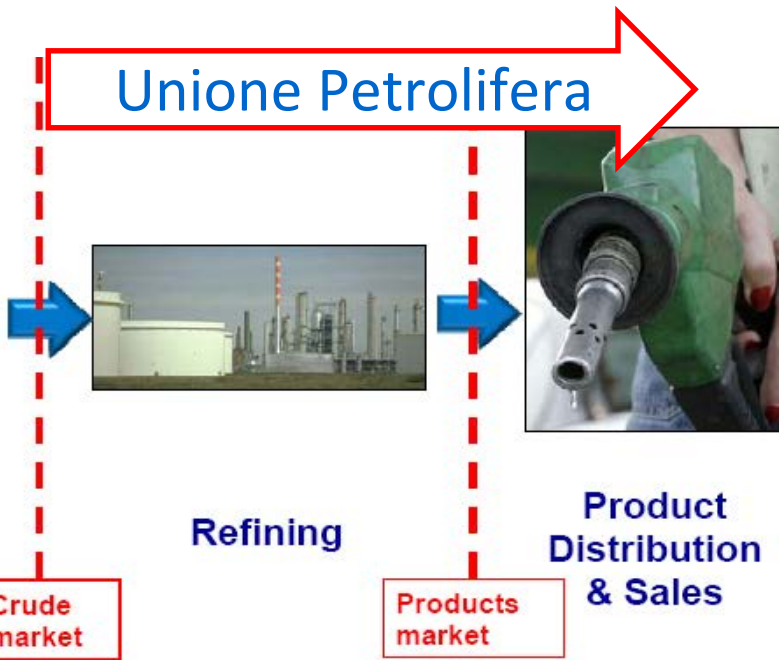 Unione Petrolifera
Refining
Product
Distribution
& Sales
Crude
market
Products
market